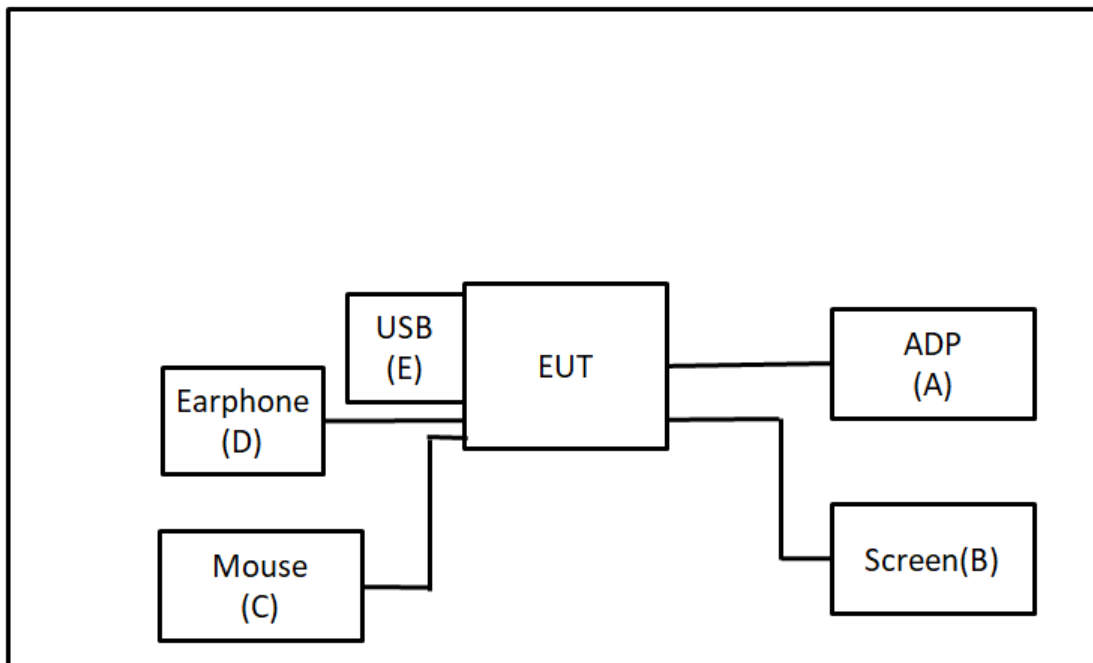 USB
(E)
EUT
ADP
(A)
Earphone
(D)
Mouse
(C)
Screen(B)